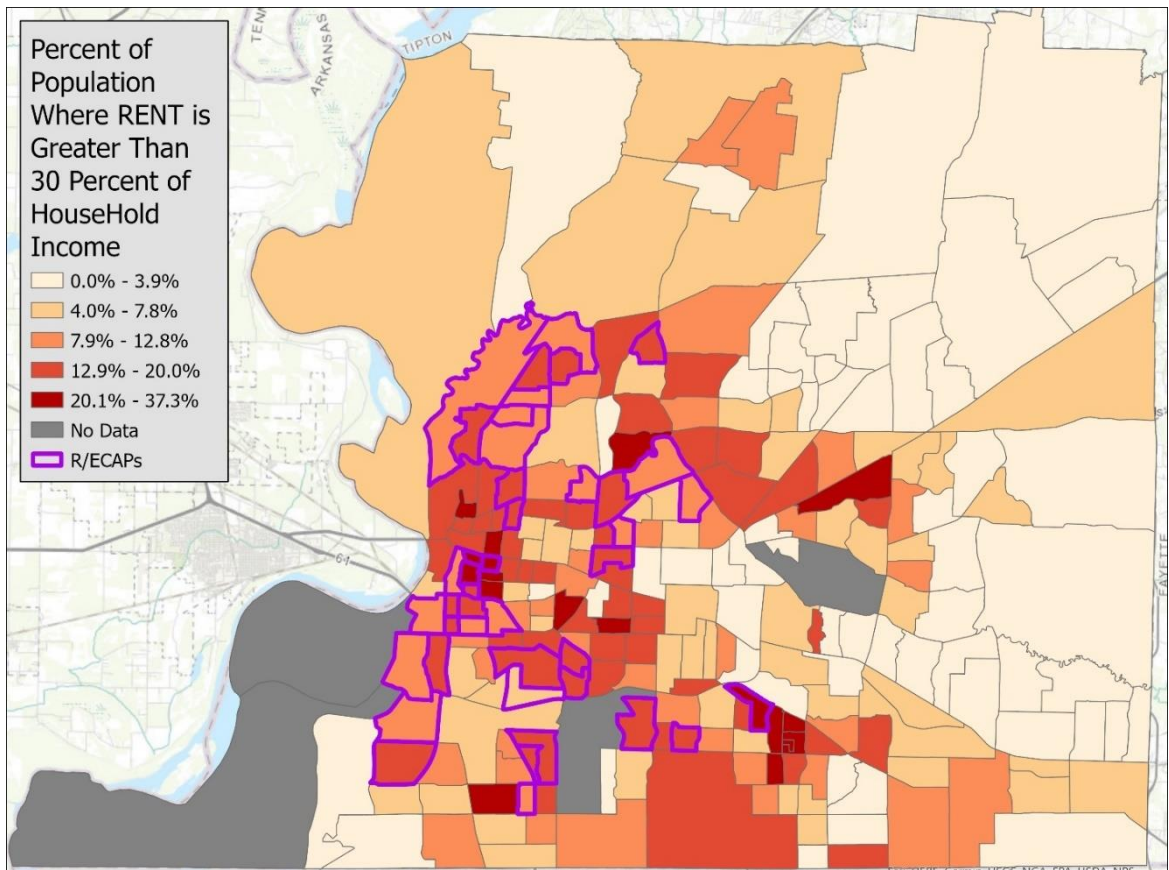 Percent of
Population
Where RENT is
Greater Than
30 Percent of
HouseHold
Income
0.0% - 3.9%
4.0% - 7.8%
7.9% - 12.8%
12.9% - 20.0%
20.1% - 37.3%
No Data
R/ECAPs
ARKANSAS
TIPTON
61
FAYETTE